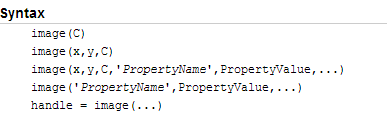 Syntax
image(C)
image(x,y,C)
image(x,y,C,'PropertyName',PropertyValue,...)
image('PropertyName',PropertyValue,...)
handle = image(...)